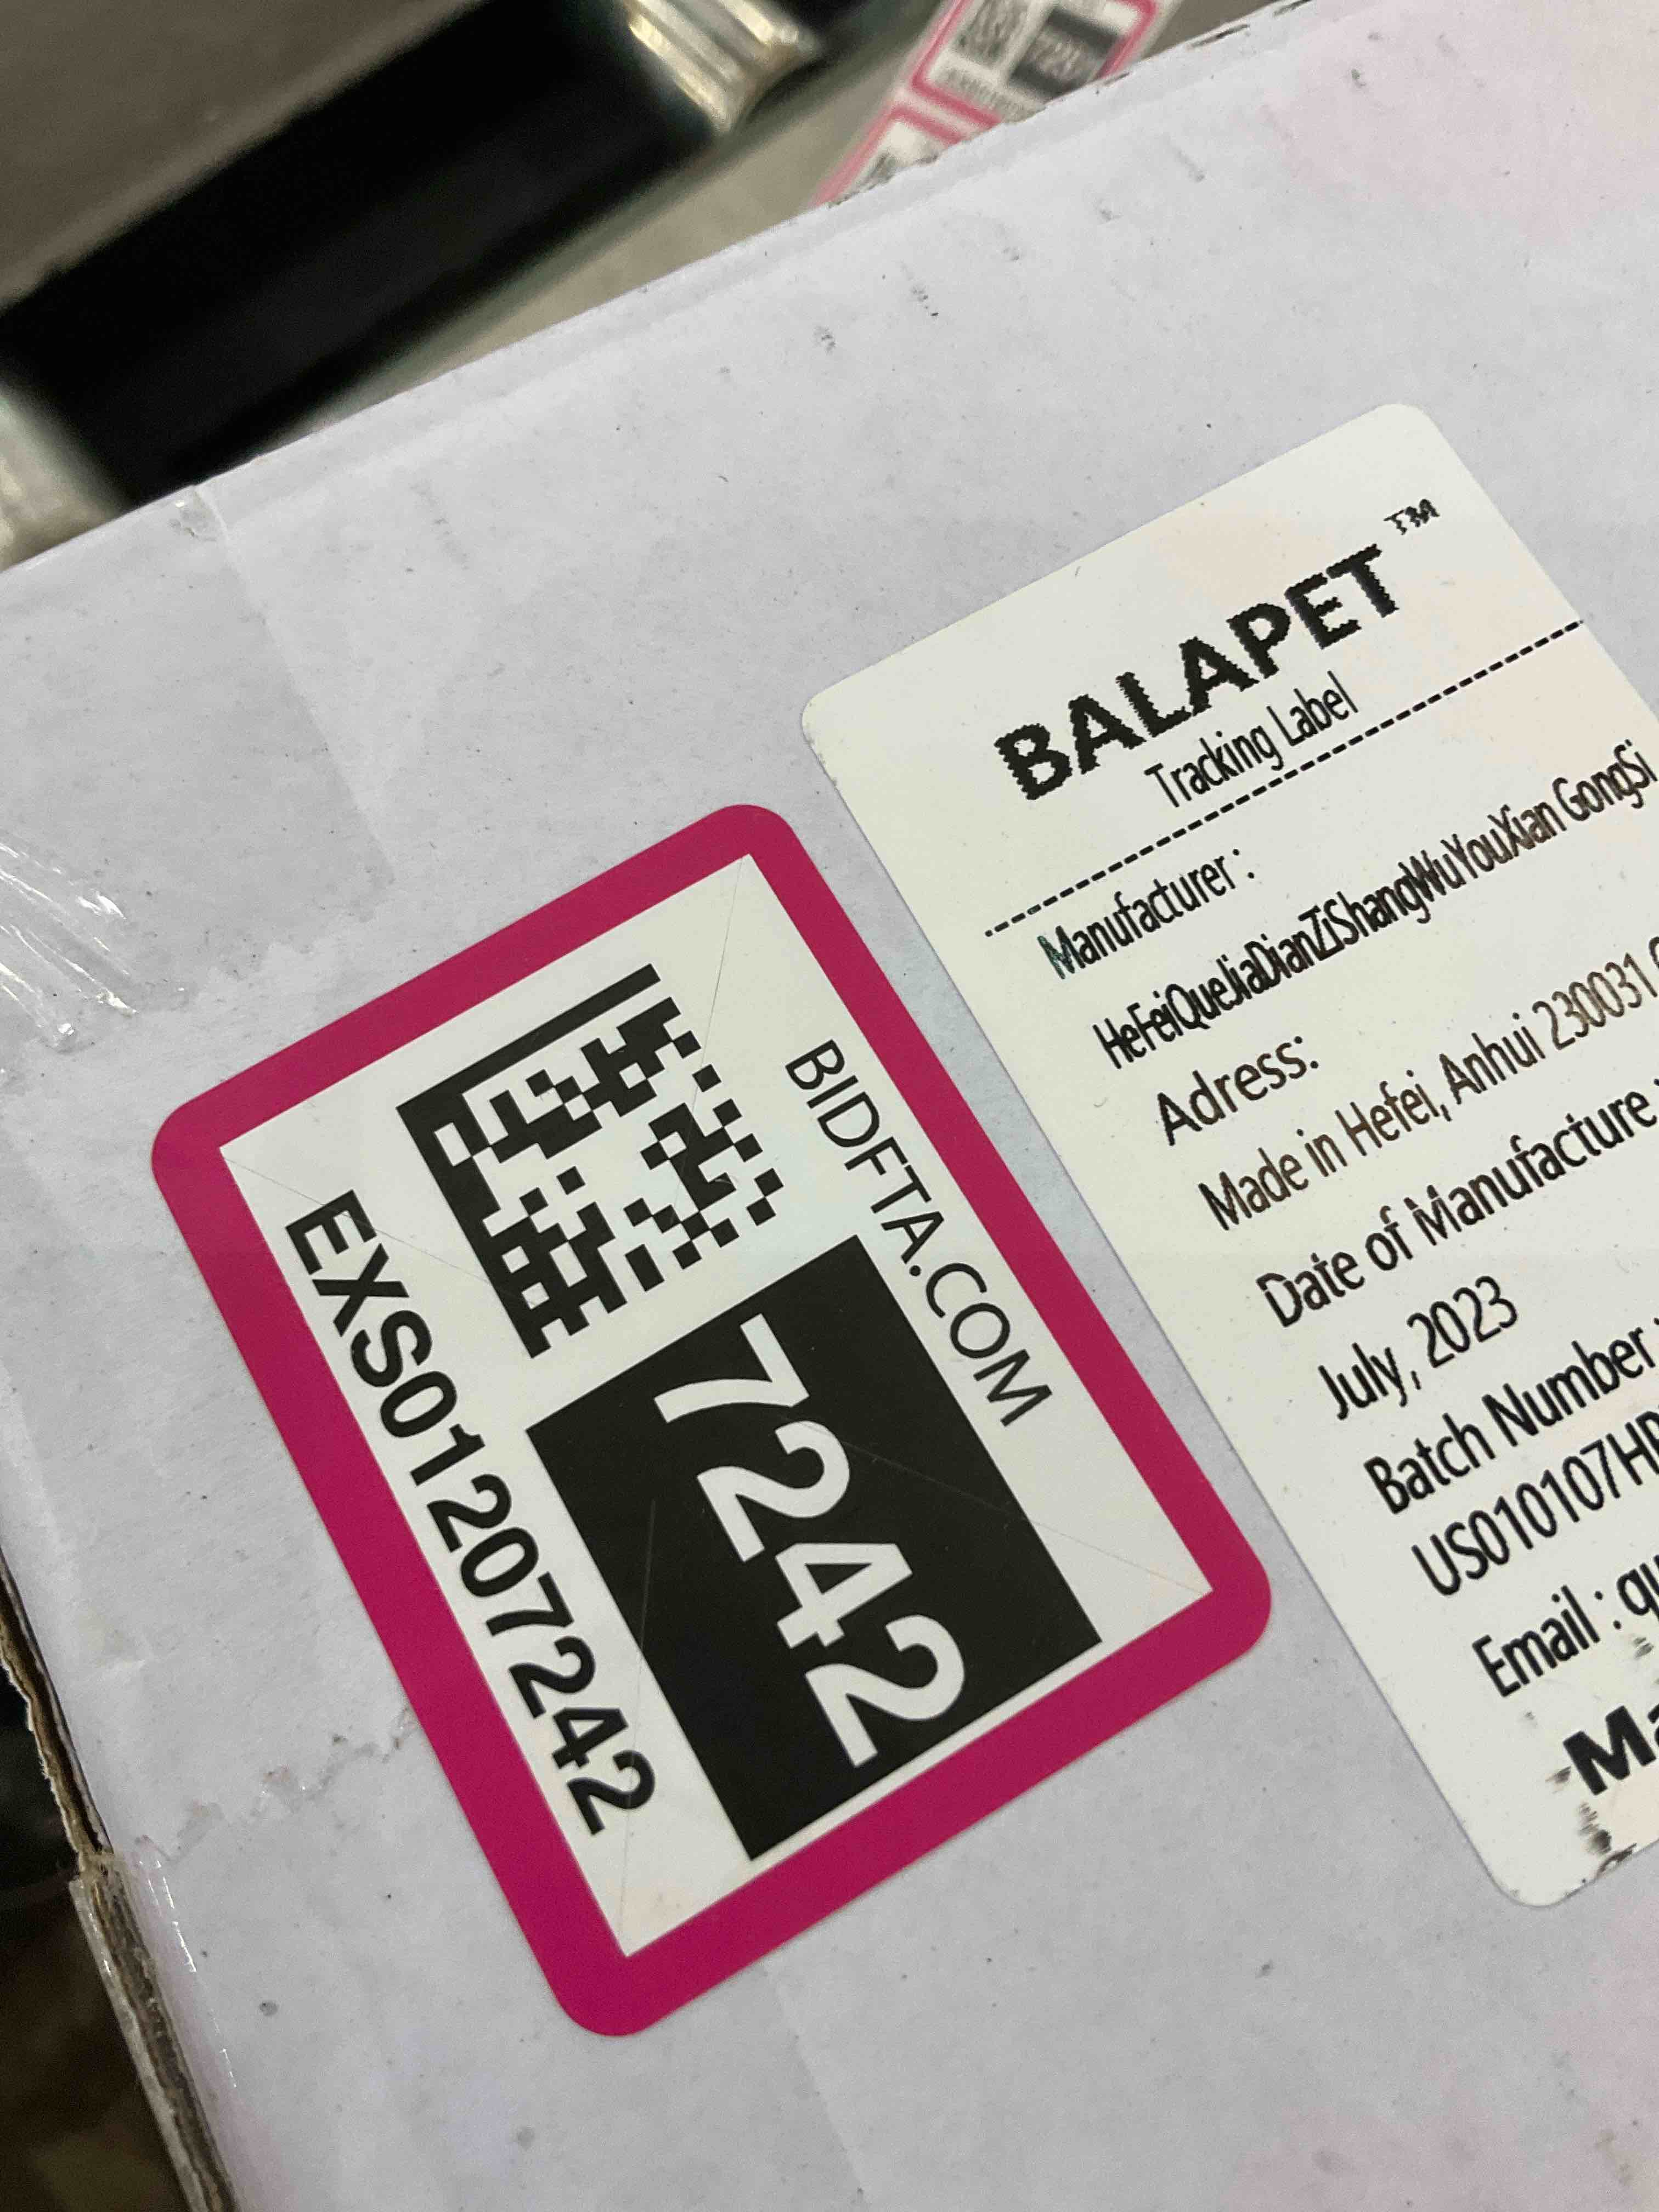 BALAPET™
Tracking Label
Manufacturer :
HeFeiQueJiaDianZiShangWuYouXian GongSi
Adress:
Made in Hefei, Anhui 230031
Date of Manufacture :
July, 2023
Batch Number :
US010107H
Email :
BIDFTA.COM
7242
EXS01207242